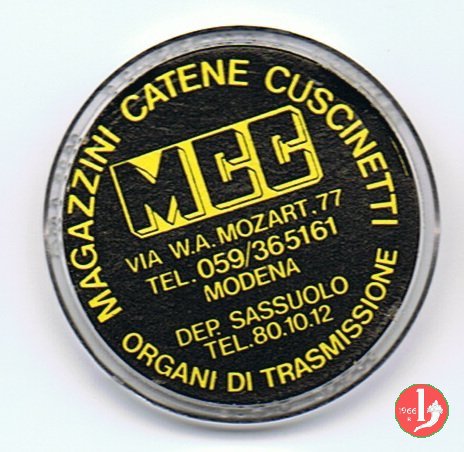 MAGAZZINI CATENE CUSCINETTI
MCC
VIA W.A. MOZART. 77
TEL. 059/365161
MODENA
DEP. SASSUOLO
TEL. 80.10.12
ORGANI DI TRASMISSIONE
1966